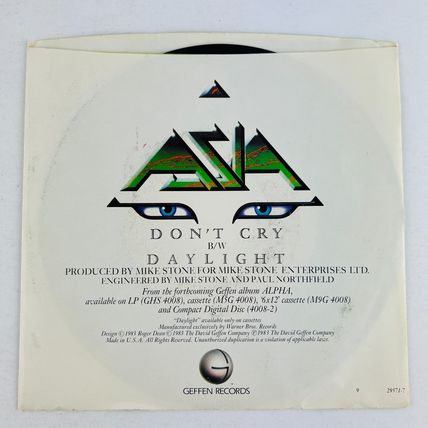 ASIA
DON'T CRY
B/W
DAYLIGHT
PRODUCED BY MIKE STONE FOR MIKE STONE ENTERPRISES LTD.
ENGINEERED BY MIKE STONE AND PAUL NORTHFIELD
From the forthcoming Geffen album ALPHA,
available on LP (GHS 4008), cassette (M5G 4008), '6x12' cassette (M9G 4008)
and Compact Digital Disc (4008-2)
"Daylight" available only on cassettes
Manufactured exclusively by Warner Bros. Records
Design ©1983 Roger Dean ©1983 The David Geffen Company ℗1983 The David Geffen Company
Made in U.S.A. All Rights Reserved. Unauthorized duplication is a violation of applicable laws.
G
GEFFEN RECORDS
9 29571-7